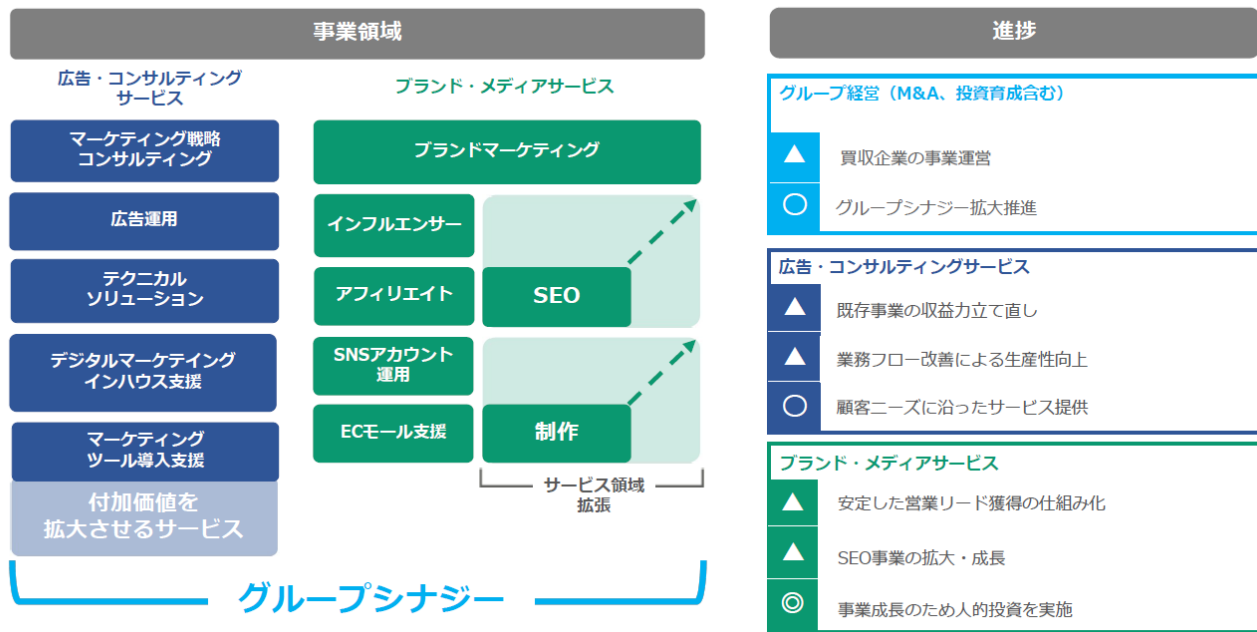 事業領域
広告・コンサルティング
サービス
マーケティング戦略
コンサルティング
広告運用
テクニカル
ソリューション
デジタルマーケテイング
インハウス支援
マーケティング
ツール導入支援
付加価値を
拡大させるサービス
ブランド・メディアサービス
ブランドマーケティング
インフルエンサー
アフィリエイト
SEO
SNSアカウント
運用
ECモール支援
制作
サービス領域
拡張
グループシナジー
進捗
グループ経営（M&A、投資育成含む）
▲ 買収企業の事業運営
〇 グループシナジー拡大推進
広告・コンサルティングサービス
▲ 既存事業の収益力立て直し
▲ 業務フロー改善による生産性向上
〇 顧客ニーズに沿ったサービス提供
ブランド・メディアサービス
▲ 安定した営業リード獲得の仕組み化
▲ SEO事業の拡大・成長
◎ 事業成長のため人的投資を実施